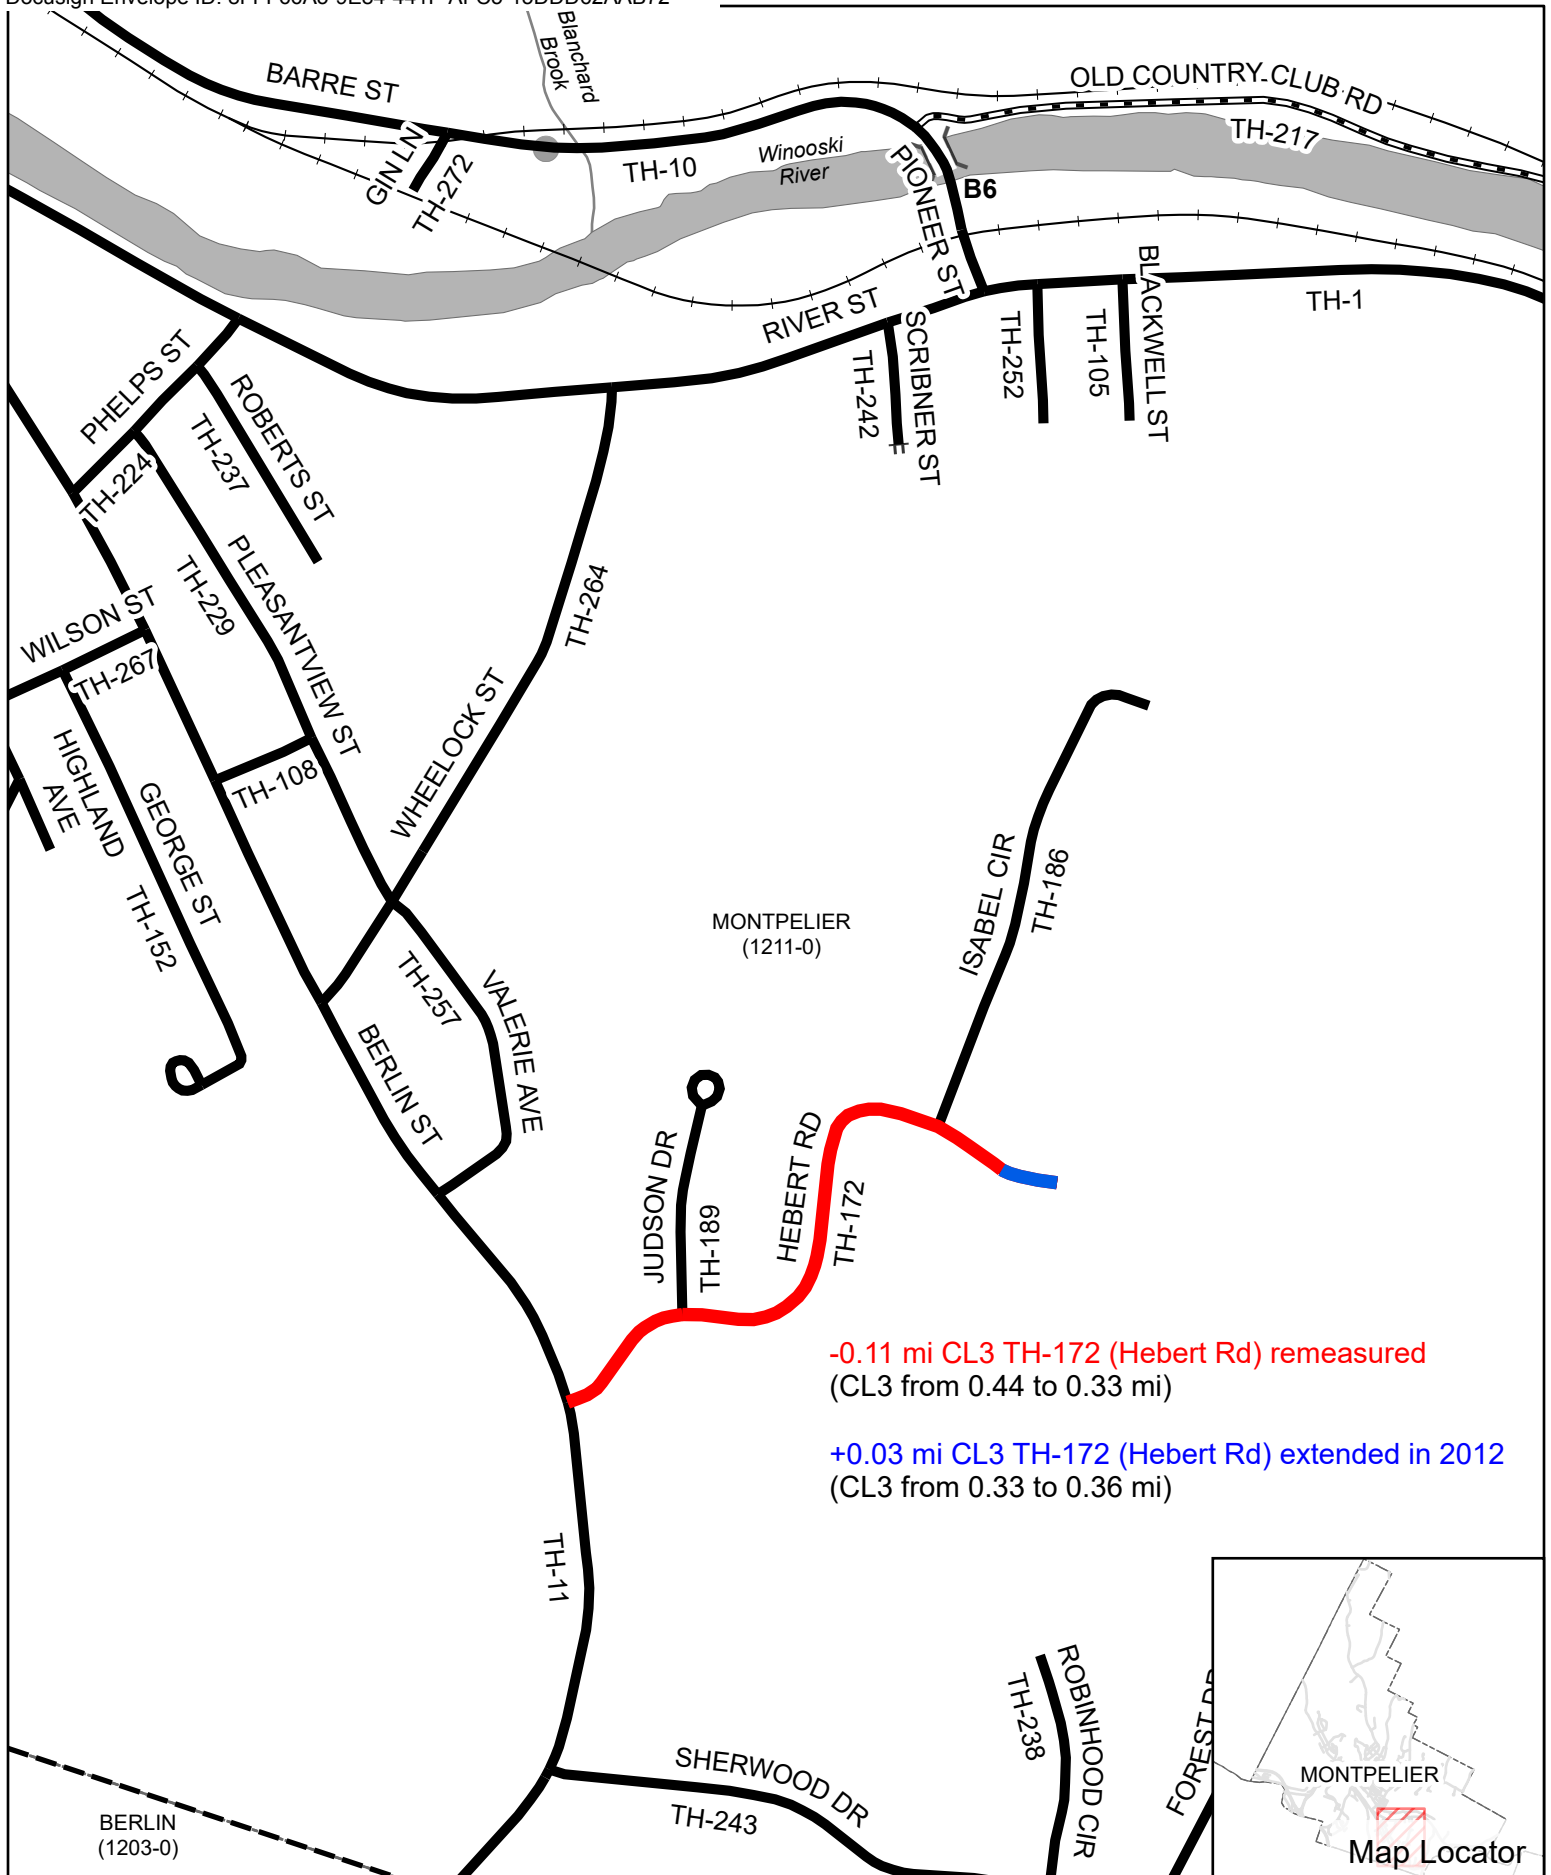 BARRE ST
Blanchard
Brook
OLD COUNTRY CLUB RD
TH-217
GIN LN
TH-272
TH-10
Winooski
River
PIONEER ST
B6
RIVER ST
TH-1
SCRIBNER ST
TH-242
TH-252
TH-105
BLACKWELL ST
PHELPS ST
TH-224
TH-237
ROBERTS ST
TH-229
PLEASANTVIEW ST
TH-264
WILSON ST
TH-267
HIGHLAND
AVE
GEORGE ST
TH-152
TH-108
WHEELOCK ST
MONTPELIER
(1211-0)
ISABEL CIR
TH-186
TH-257
VALERIE AVE
BERLIN ST
JUDSON DR
TH-189
HEBERT RD
TH-172
-0.11 mi CL3 TH-172 (Hebert Rd) remeasured
(CL3 from 0.44 to 0.33 mi)
+0.03 mi CL3 TH-172 (Hebert Rd) extended in 2012
(CL3 from 0.33 to 0.36 mi)
TH-11
SHERWOOD DR
TH-243
TH-238
ROBINHOOD CIR
FOREST DR
BERLIN
(1203-0)
MONTPELIER
Map Locator